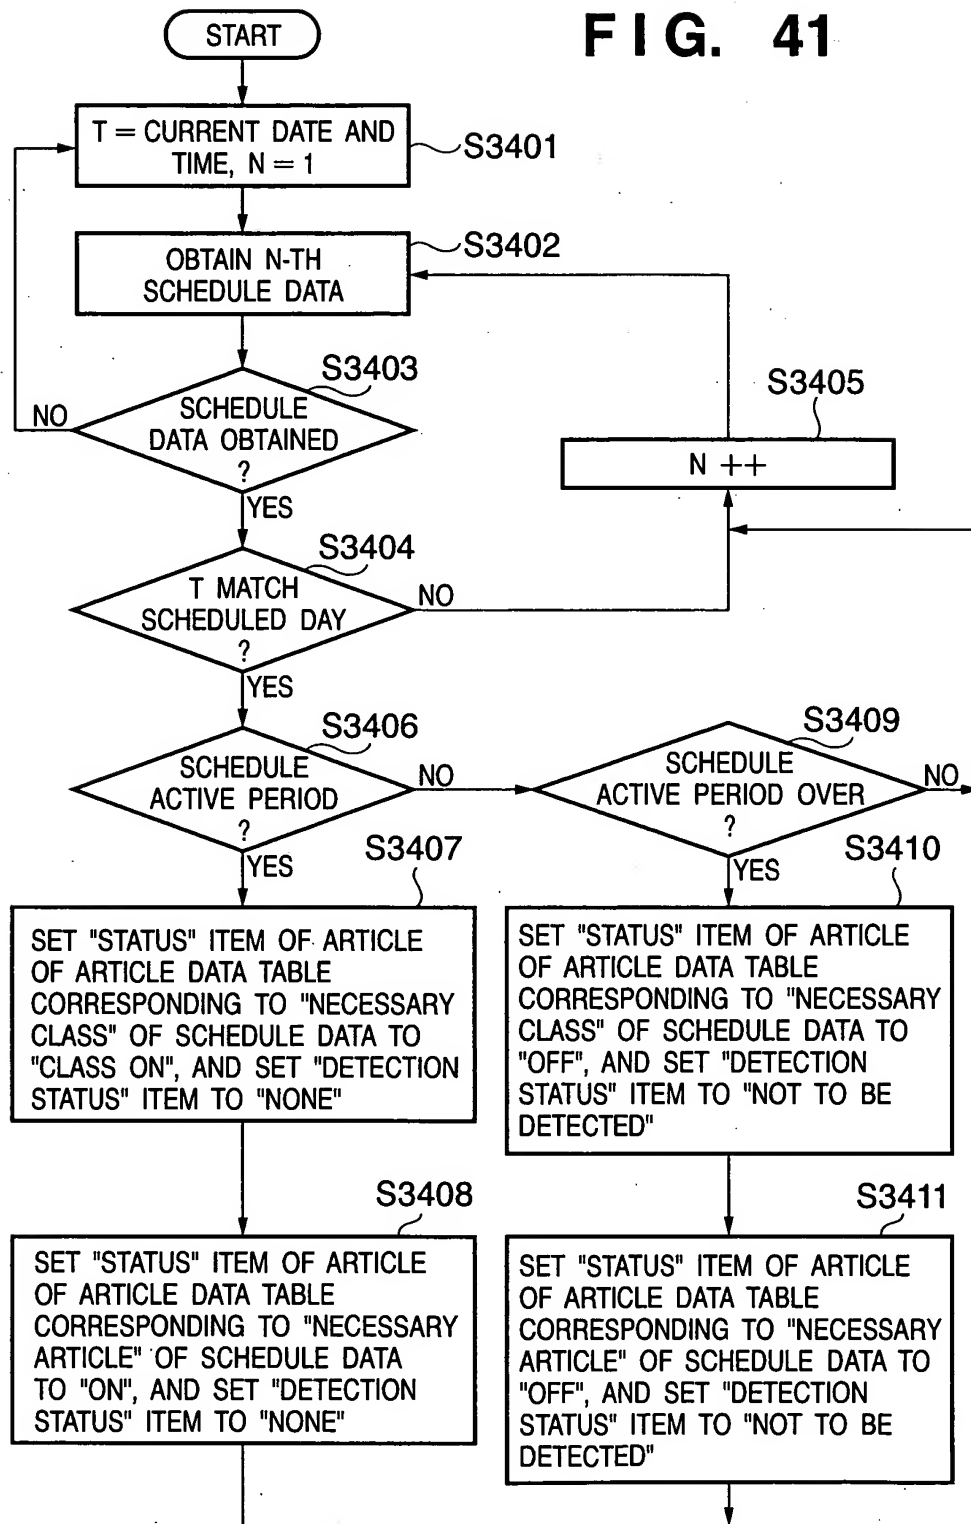 FIG. 41
START
T = CURRENT DATE AND
TIME, N = 1
S3401
S3402
OBTAIN N-TH
SCHEDULE DATA
S3403
SCHEDULE
DATA OBTAINED
?
NO
YES
S3405
N ++
S3404
T MATCH
SCHEDULED DAY
?
NO
YES
S3406
SCHEDULE
ACTIVE PERIOD
?
NO
YES
S3409
SCHEDULE
ACTIVE PERIOD OVER
?
NO
YES
S3407
SET "STATUS" ITEM OF ARTICLE
OF ARTICLE DATA TABLE
CORRESPONDING TO "NECESSARY
CLASS" OF SCHEDULE DATA TO
"CLASS ON", AND SET "DETECTION
STATUS" ITEM TO "NONE"
S3410
SET "STATUS" ITEM OF ARTICLE
OF ARTICLE DATA TABLE
CORRESPONDING TO "NECESSARY
CLASS" OF SCHEDULE DATA TO
"OFF", AND SET "DETECTION
STATUS" ITEM TO "NOT TO BE
DETECTED"
S3408
SET "STATUS" ITEM OF ARTICLE
OF ARTICLE DATA TABLE
CORRESPONDING TO "NECESSARY
ARTICLE" OF SCHEDULE DATA
TO "ON", AND SET "DETECTION
STATUS" ITEM TO "NONE"
S3411
SET "STATUS" ITEM OF ARTICLE
OF ARTICLE DATA TABLE
CORRESPONDING TO "NECESSARY
ARTICLE" OF SCHEDULE DATA TO
"OFF", AND SET "DETECTION
STATUS" ITEM TO "NOT TO BE
DETECTED"